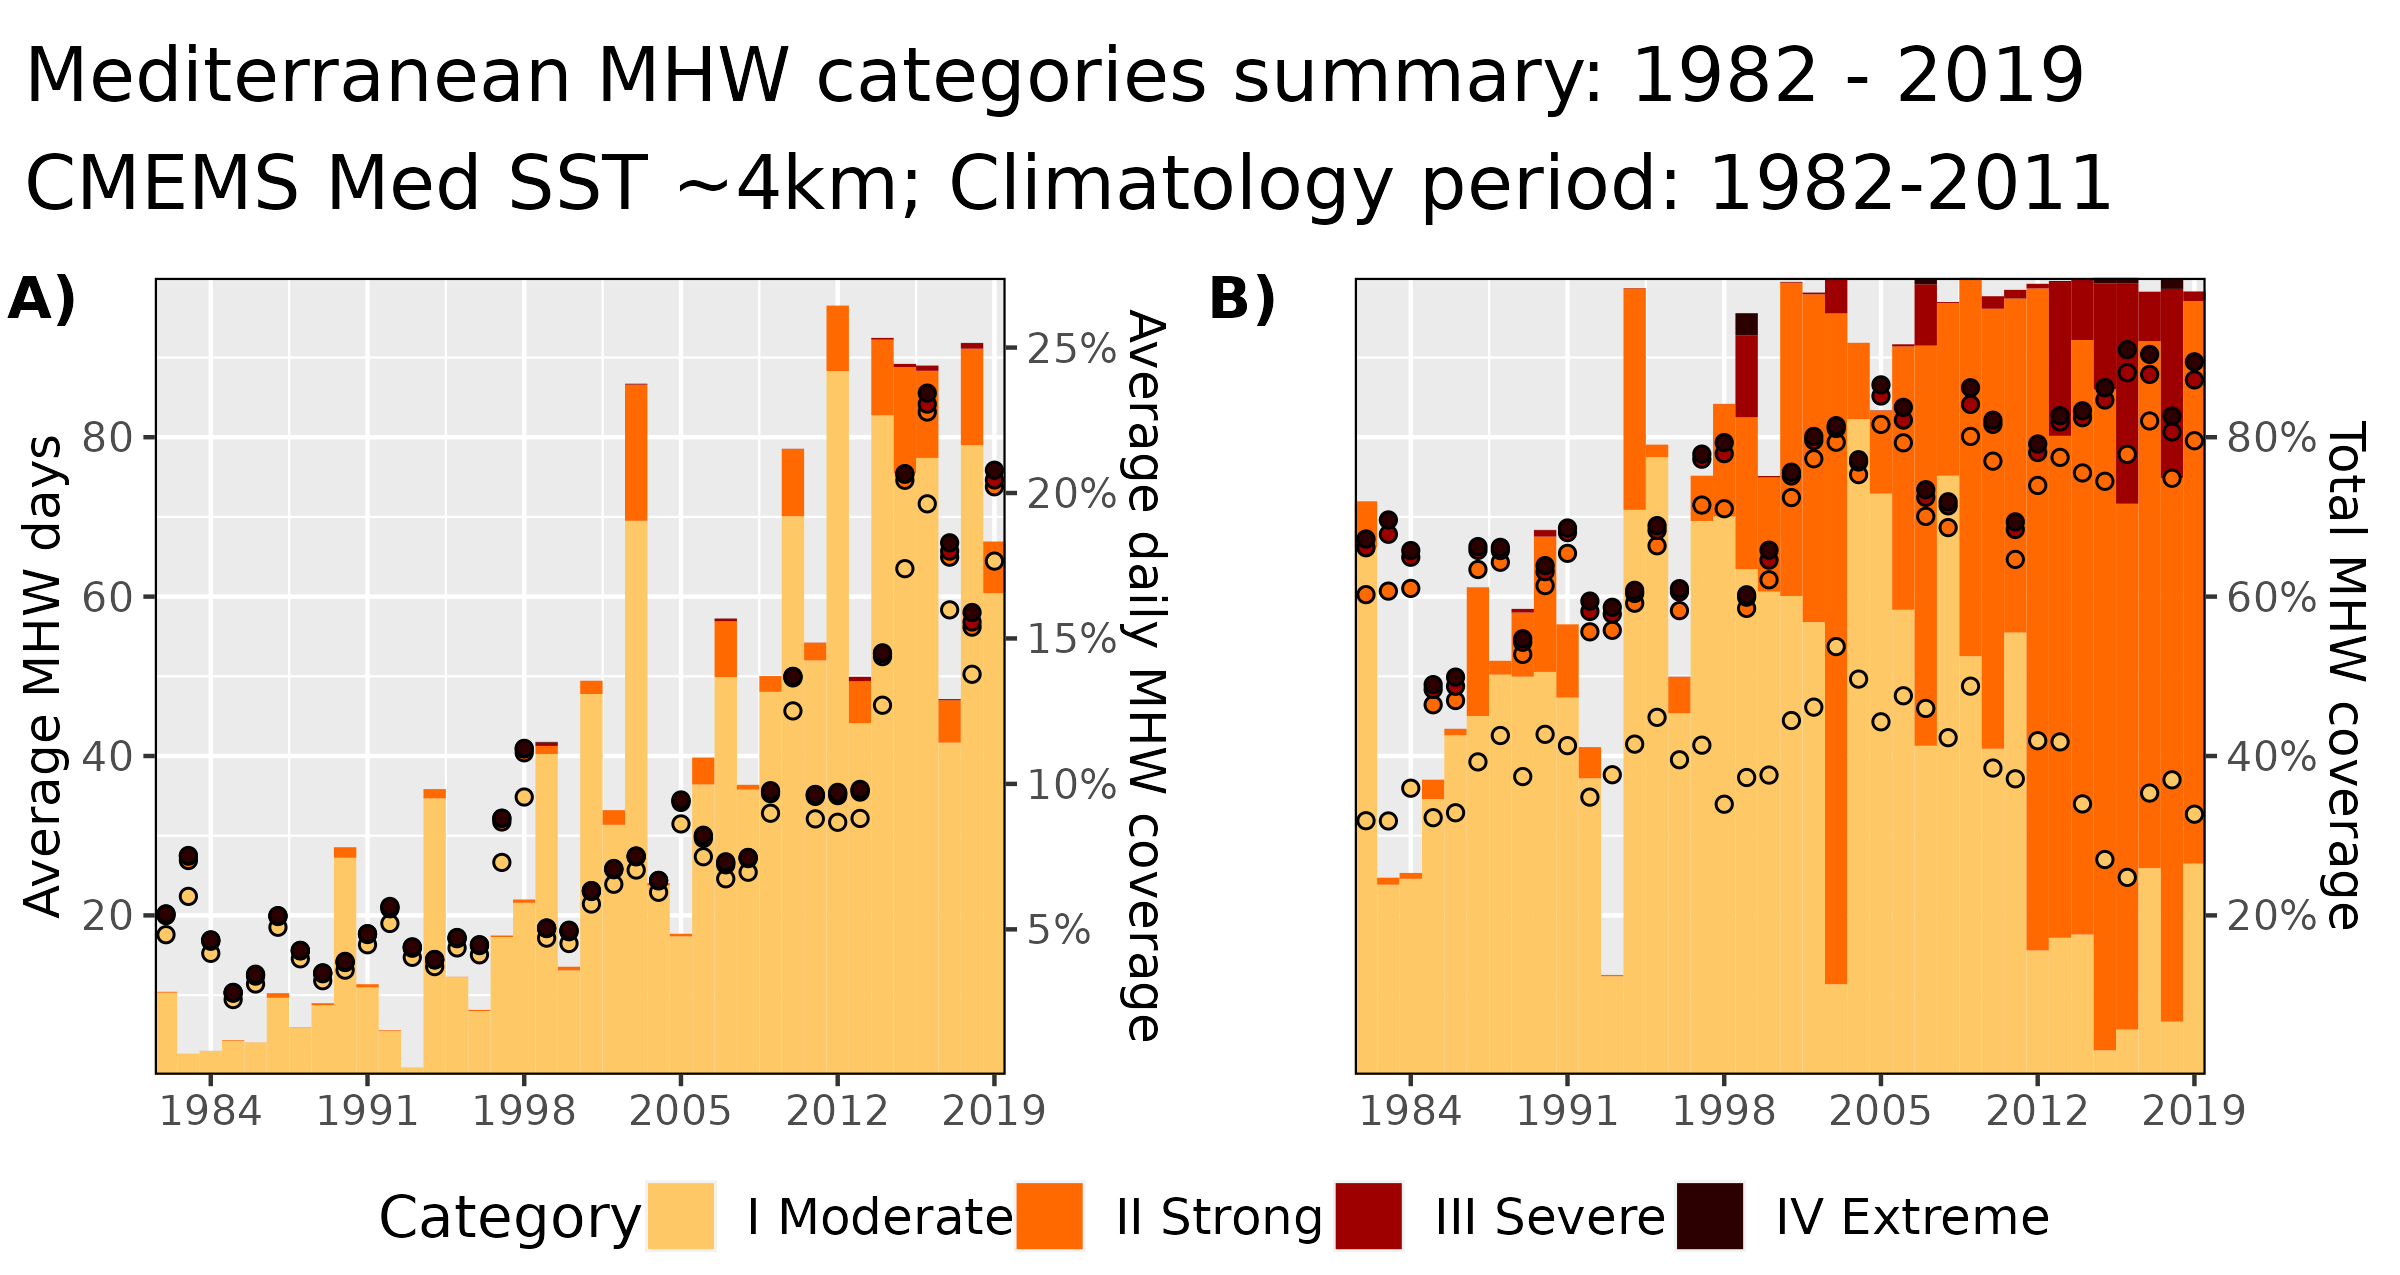 Mediterranean MHW categories summary: 1982 - 2019
CMEMS Med SST ~4km; Climatology period: 1982-2011
A)
Average MHW days
80
60
40
20
25%
20%
15%
10%
5%
Average daily MHW coverage
1984 1991 1998 2005 2012 2019
B)
80%
60%
40%
20%
Total MHW coverage
1984 1991 1998 2005 2012 2019
Category I Moderate II Strong III Severe IV Extreme